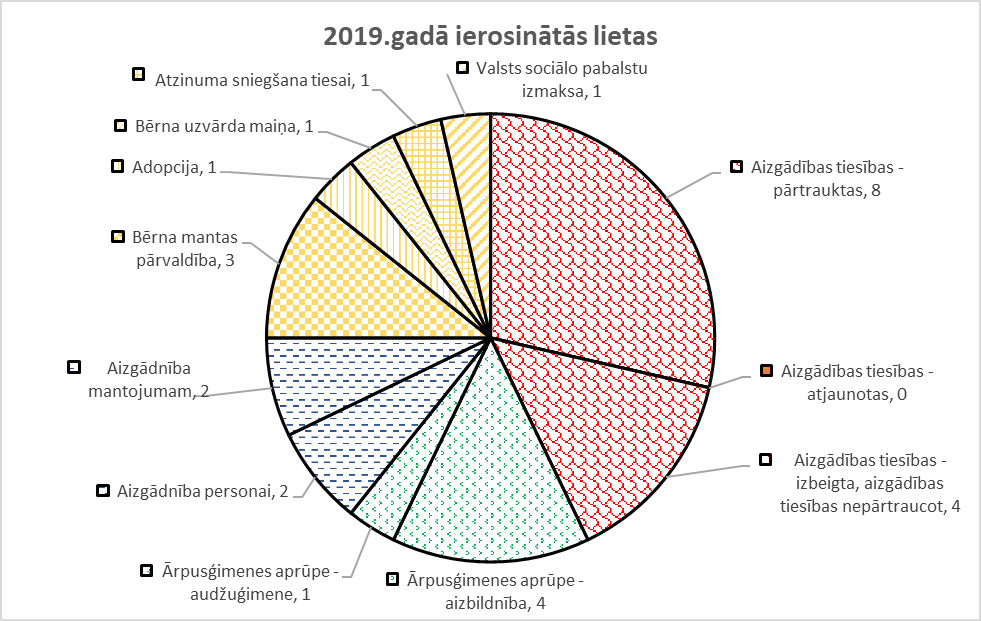 2019.gadā ierosinātās lietas
Valsts sociālo pabalstu
izmaksa, 1
Aizgādības tiesības -
pārtrauktas, 8
Aizgādības tiesības -
atjaunotas, 0
Aizgādības tiesības -
izbeigta, aizgādības
tiesības nepārtraucot, 4
Ārpusģimenes aprūpe -
aizbildnība, 4
Ārpusģimenes aprūpe -
audžuģimene, 1
Aizgādnība personai, 2
Aizgādnība
mantojumam, 2
Bērna mantas
pārvaldība, 3
Adopcija, 1
Bērna uzvārda maiņa, 1
Atzinuma sniegšana tiesai, 1